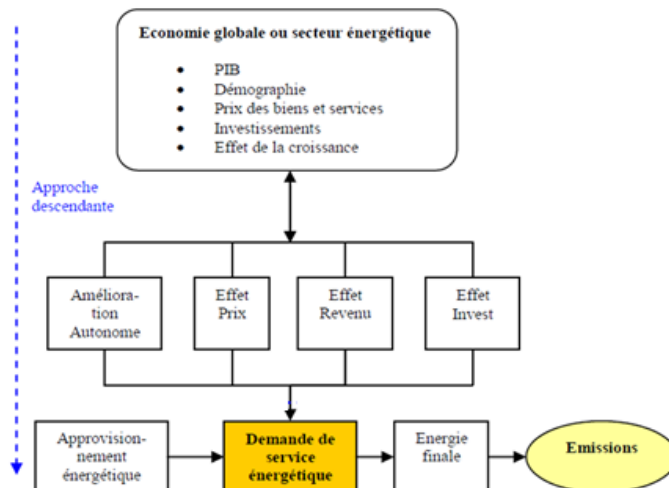 Economie globale ou secteur énergétique
• PIB
• Démographie
• Prix des biens et services
• Investissements
• Effet de la croissance
Approche
descendante
Améliora-
tion
Autonome
Effet
Prix
Effet
Revenu
Effet
Invest
Approvision-
nement
énergétique
Demande de
service
énergétique
Energie
finale
Emissions